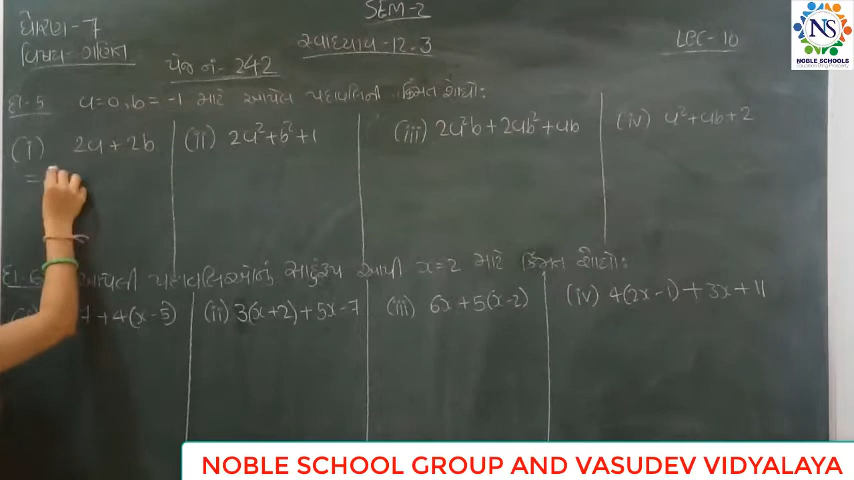 SEM-2
ધોરણ-7
વિષય- ગણિત
સ્વાધ્યાય-12.3
LEC-10
પેજ નં- 242
NS
NOBLE SCHOOLS
દા-5 a=0, b= -1 માટે આપેલ પદાવલિની કિંમત શોધો:
(i) 2a + 2b
(ii) 2a²+b²+1
(iii) 2a²b + 2ab² + ab
(iv) a²+ab+2
=
દા-6 આપેલી પદાવલિઓનું સાદુંરૂપ આપી x=2 માટે કિંમત શોધો:
+ 4(x-5)
(ii) 3(x+2)+5x-7
(iii) 6x+5(x-2)
(iv) 4(2x-1)+3x+11
NOBLE SCHOOL GROUP AND VASUDEV VIDYALAYA